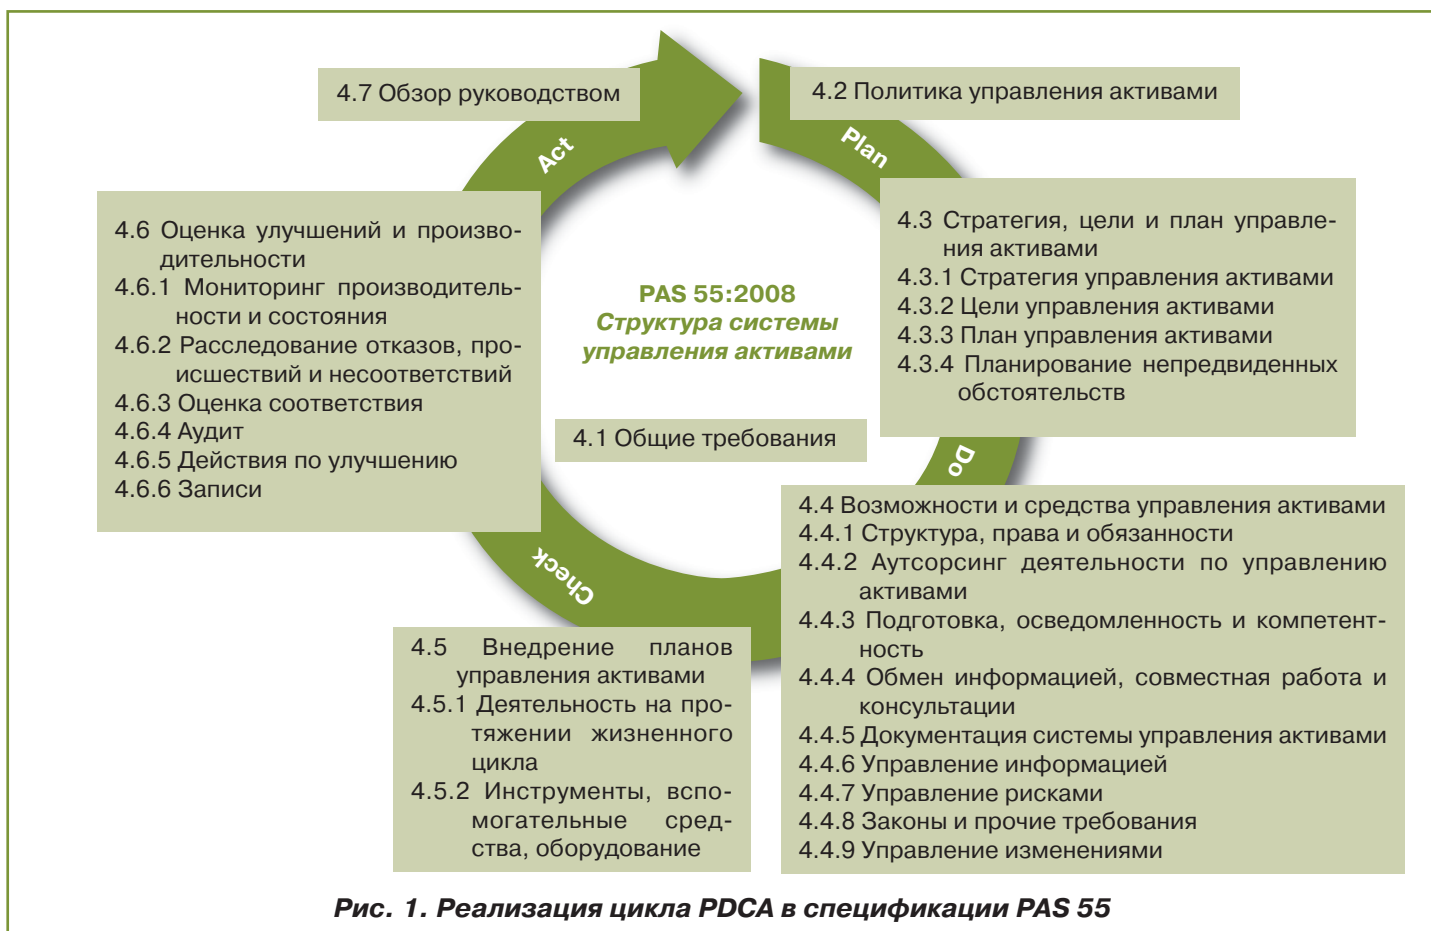 4.7 Обзор руководством
4.2 Политика управления активами
Act
Plan
4.6 Оценка улучшений и произво-
дительности
4.6.1 Мониторинг производитель-
ности и состояния
4.6.2 Расследование отказов, про-
исшествий и несоответствий
4.6.3 Оценка соответствия
4.6.4 Аудит
4.6.5 Действия по улучшению
4.6.6 Записи
PAS 55:2008
Структура системы
управления активами
4.1 Общие требования
4.3 Стратегия, цели и план управле-
ния активами
4.3.1 Стратегия управления активами
4.3.2 Цели управления активами
4.3.3 План управления активами
4.3.4 Планирование непредвиденных
обстоятельств
Do
Check
4.4 Возможности и средства управления активами
4.4.1 Структура, права и обязанности
4.4.2 Аутсорсинг деятельности по управлению
активами
4.4.3 Подготовка, осведомленность и компетент-
ность
4.4.4 Обмен информацией, совместная работа и
консультации
4.4.5 Документация системы управления активами
4.4.6 Управление информацией
4.4.7 Управление рисками
4.4.8 Законы и прочие требования
4.4.9 Управление изменениями
4.5 Внедрение планов
управления активами
4.5.1 Деятельность на про-
тяжении жизненного
цикла
4.5.2 Инструменты, вспо-
могательные сред-
ства, оборудование
Рис. 1. Реализация цикла PDCA в спецификации PAS 55